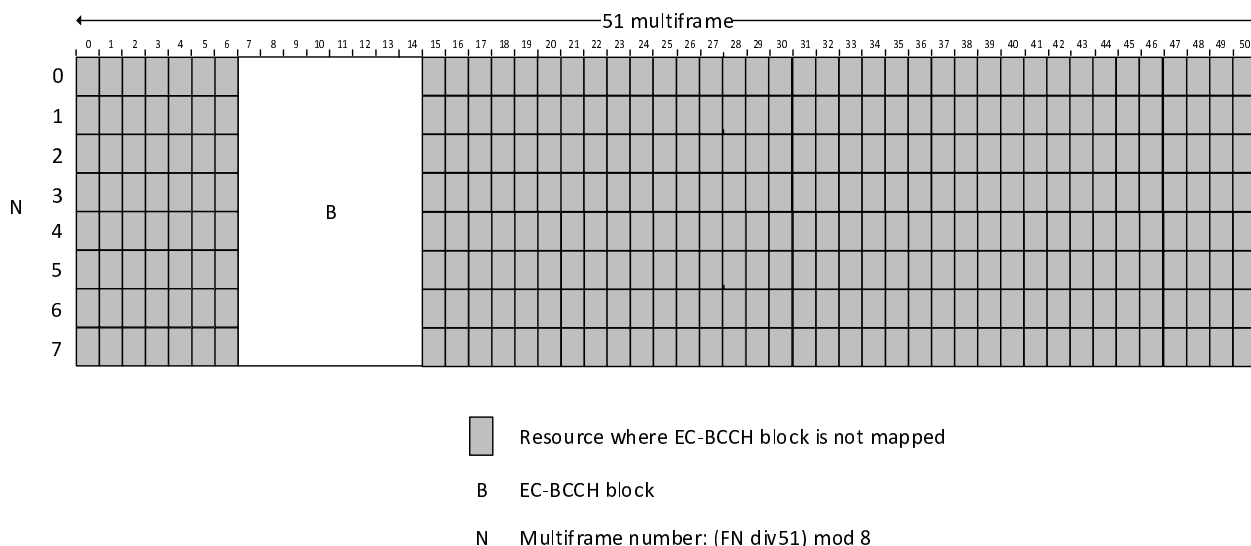 51 multiframe
0 1 2 3 4 5 6 7 8 9 10 11 12 13 14 15 16 17 18 19 20 21 22 23 24 25 26 27 28 29 30 31 32 33 34 35 36 37 38 39 40 41 42 43 44 45 46 47 48 49 50
0
1
2
3
N
B
4
5
6
7
Resource where EC-BCCH block is not mapped
B EC-BCCH block
N Multiframe number: (FN div51) mod 8